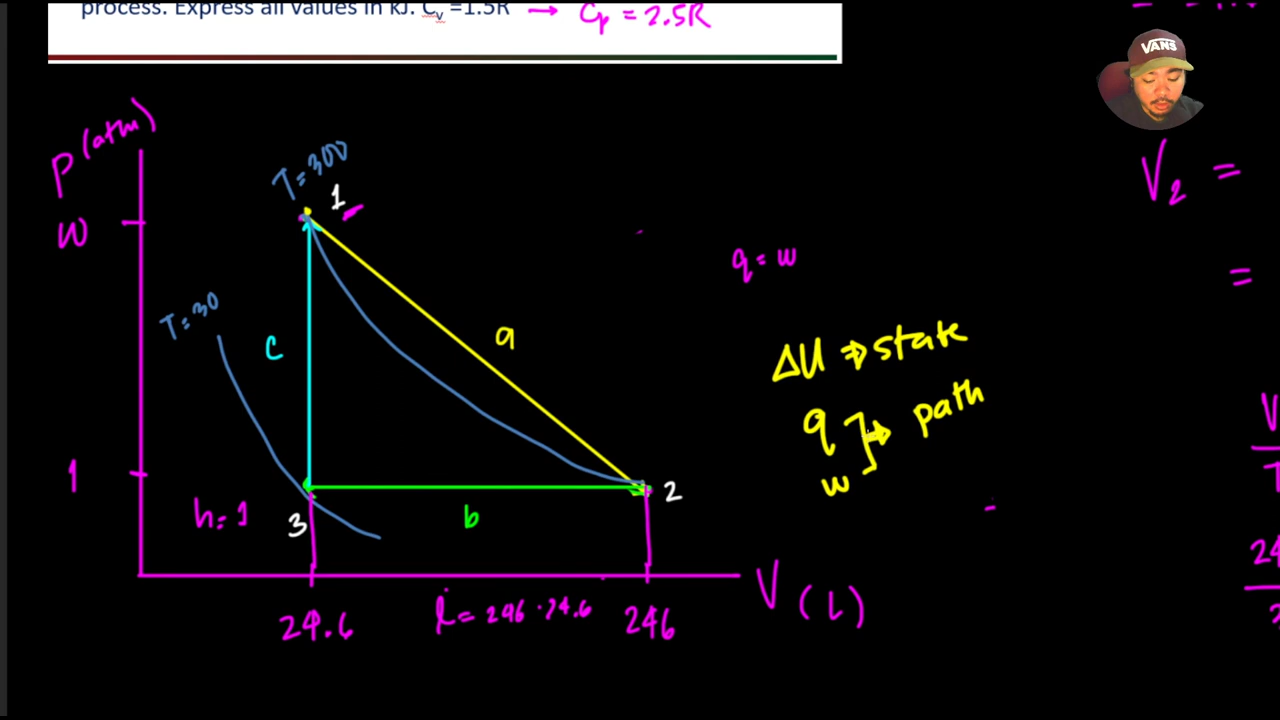 process. Express all values in kJ. Cv =1.5R → Cp = 2.5R
VANS
P(atm)
T=300
1
10
V2 =
q = w
=
T=30
C
a
ΔU ⇒ state
q
w
⇒ path
1
2
h=1
3
b
V
T
24
24.6
l = 246-24.6
246
V (L)